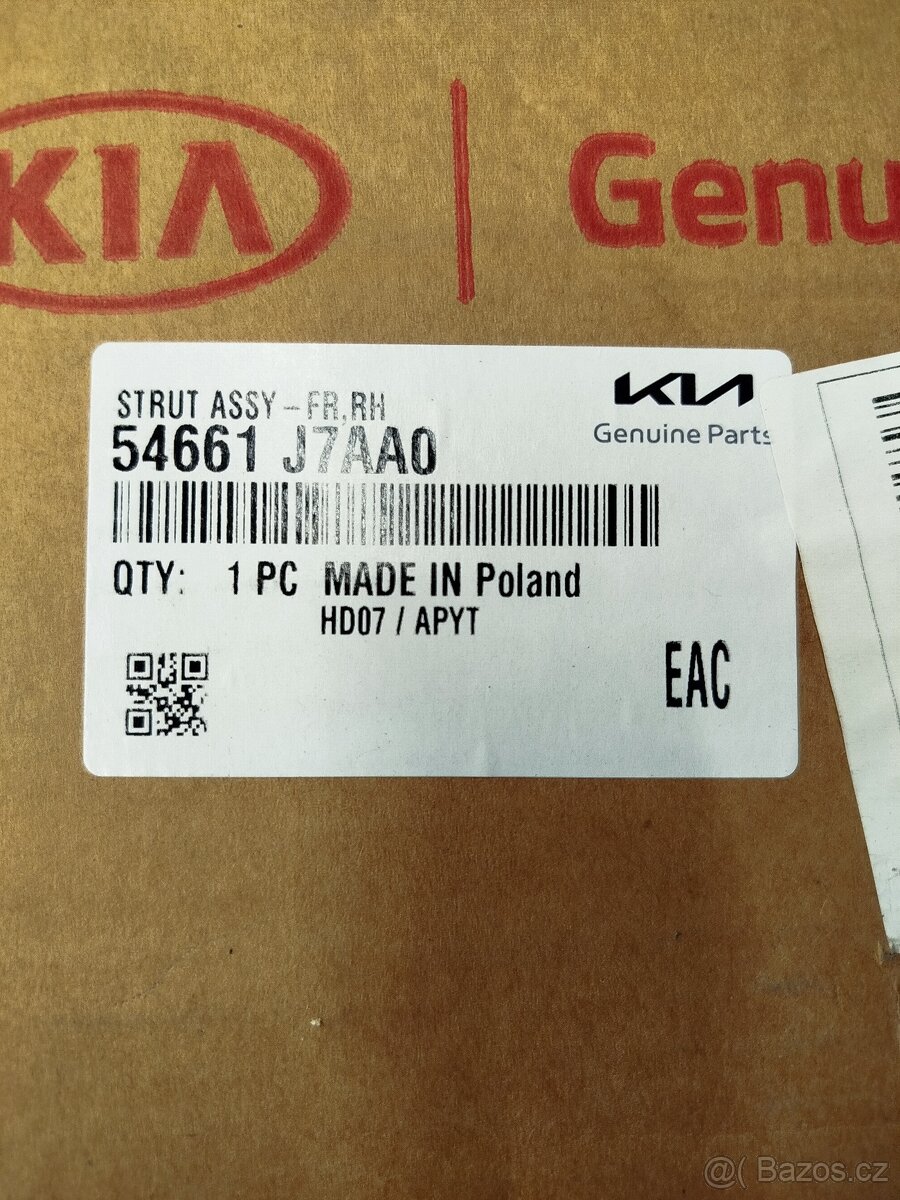 KIA
Genu
STRUT ASSY-FR,RH
54661 J7AA0
KIA
Genuine Parts
QTY: 1 PC MADE IN Poland
HD07 / APYT
EAC
@( Bazos.cz